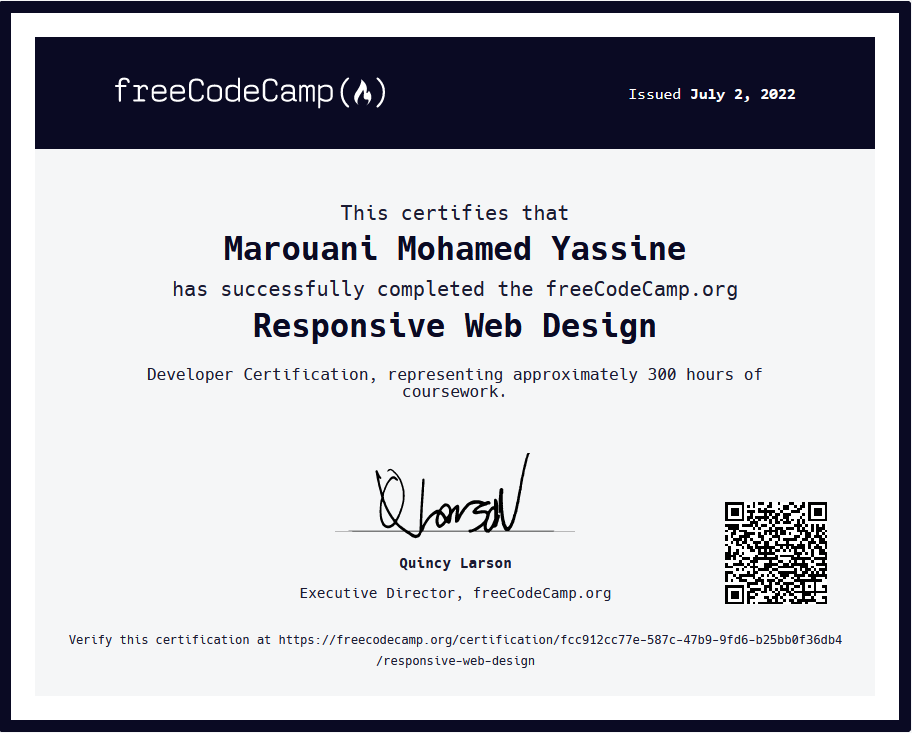 freeCodeCamp
Issued July 2, 2022
This certifies that
Marouani Mohamed Yassine
has successfully completed the freeCodeCamp.org
Responsive Web Design
Developer Certification, representing approximately 300 hours of
coursework.
Q Larson
Quincy Larson
Executive Director, freeCodeCamp.org
Verify this certification at https://freecodecamp.org/certification/fcc912cc77e-587c-47b9-9fd6-b25bb0f36db4
/responsive-web-design